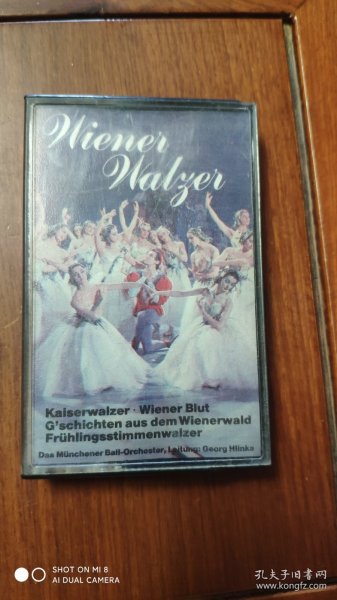 Wiener
Walzer
Kaiserwalzer · Wiener Blut
G'schichten aus dem Wienerwald
Frühlingsstimmenwalzer
Das Münchener Ball-Orchester, Leitung: Georg Hlinka
SHOT ON MI 8
AI DUAL CAMERA
孔夫子旧书网
www.kongfz.com